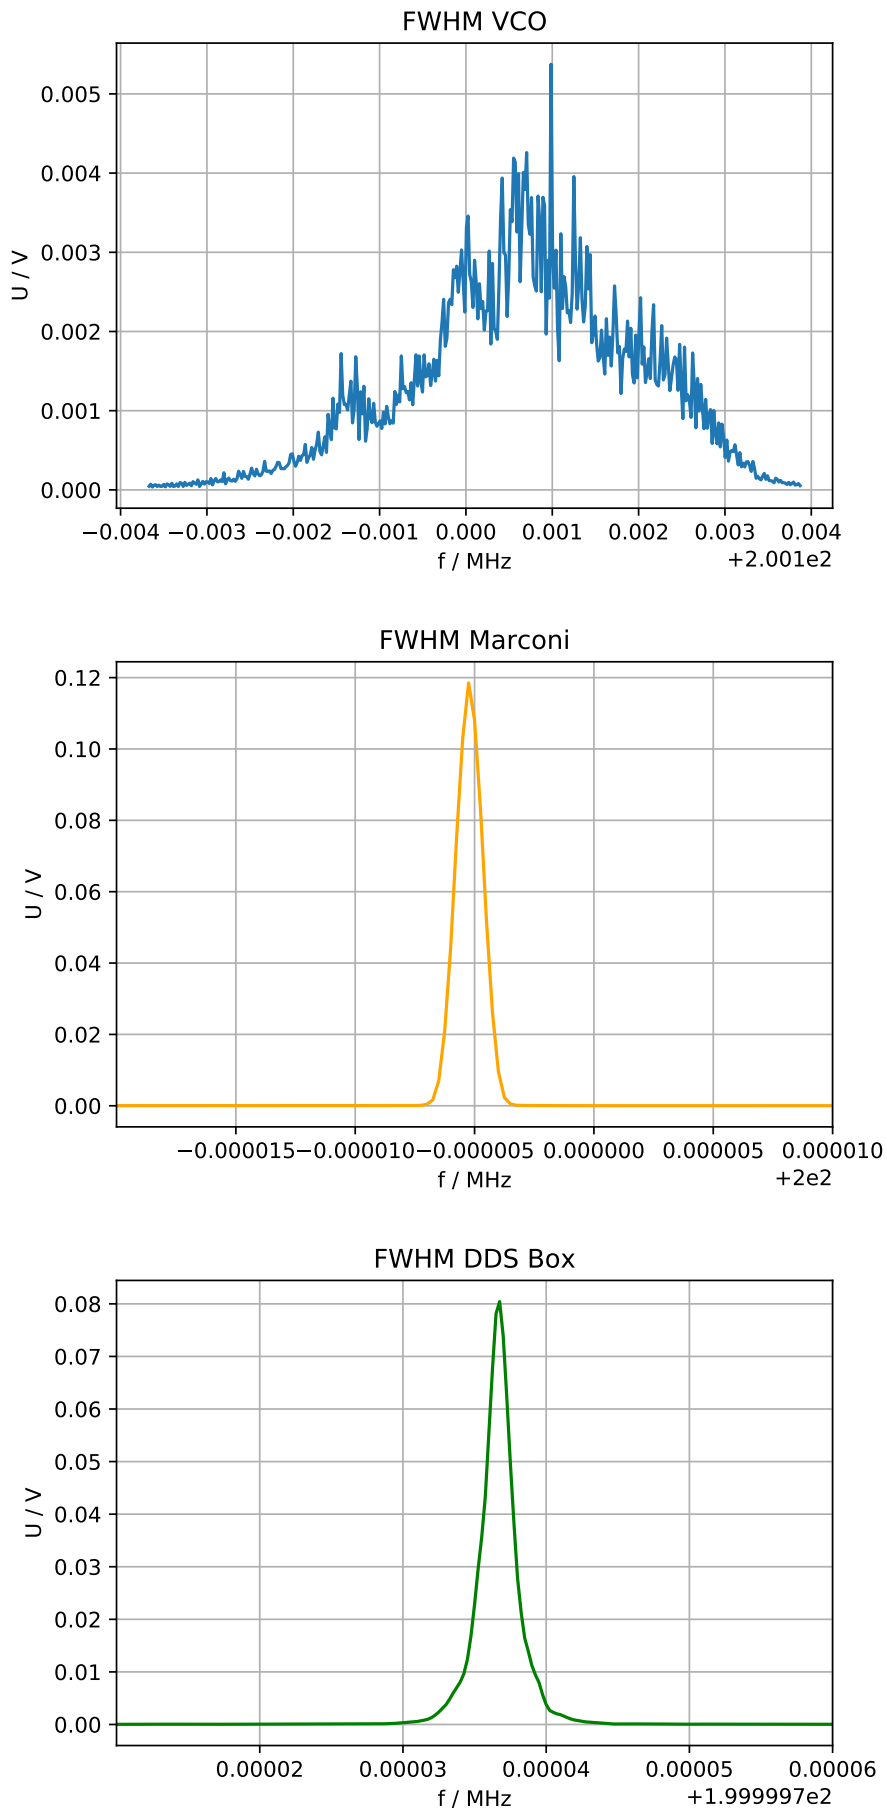 FWHM VCO
0.005
0.004
0.003
0.002
0.001
0.000
U / V
−0.004 −0.003 −0.002 −0.001 0.000 0.001 0.002 0.003 0.004
f / MHz
+2.001e2
FWHM Marconi
0.12
0.10
0.08
0.06
0.04
0.02
0.00
U / V
−0.000015 −0.000010 −0.000005 0.000000 0.000005 0.000010
f / MHz
+2e2
FWHM DDS Box
0.08
0.07
0.06
0.05
0.04
0.03
0.02
0.01
0.00
U / V
0.00002 0.00003 0.00004 0.00005 0.00006
f / MHz
+1.999997e2